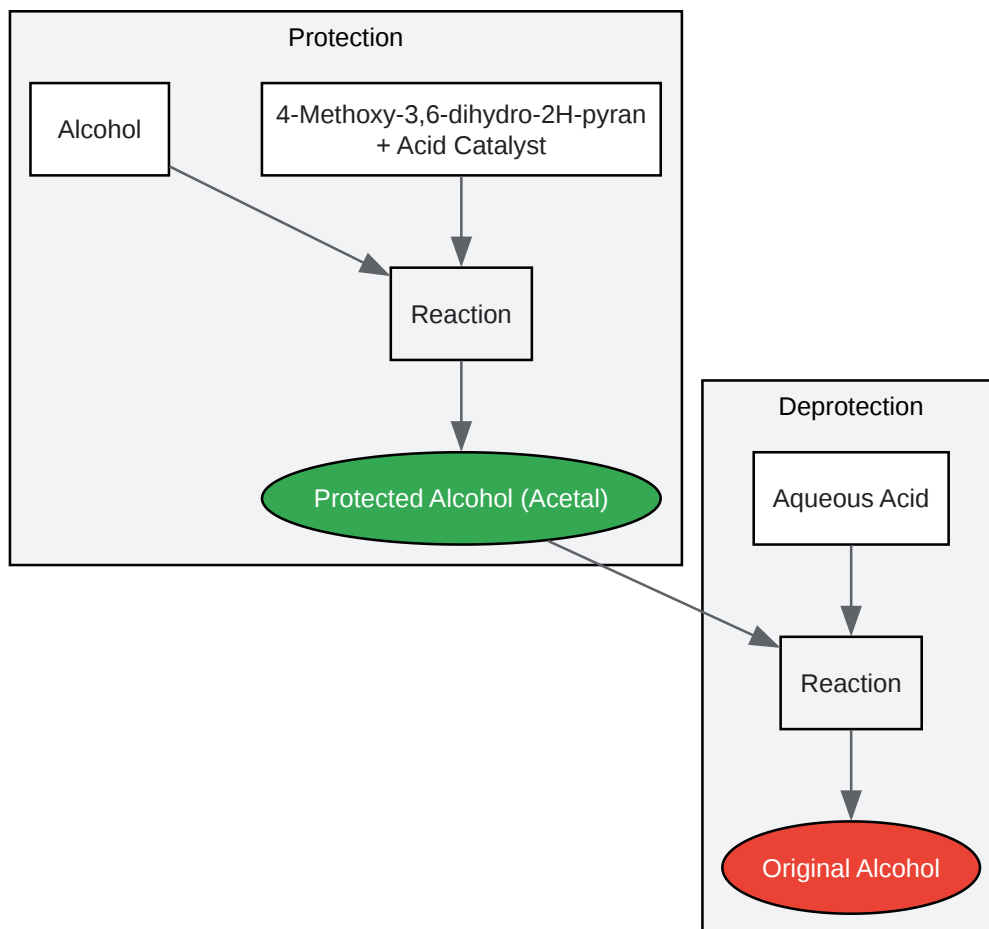 Protection
Alcohol
4-Methoxy-3,6-dihydro-2H-pyran
+ Acid Catalyst
Reaction
Protected Alcohol (Acetal)
Deprotection
Aqueous Acid
Reaction
Original Alcohol